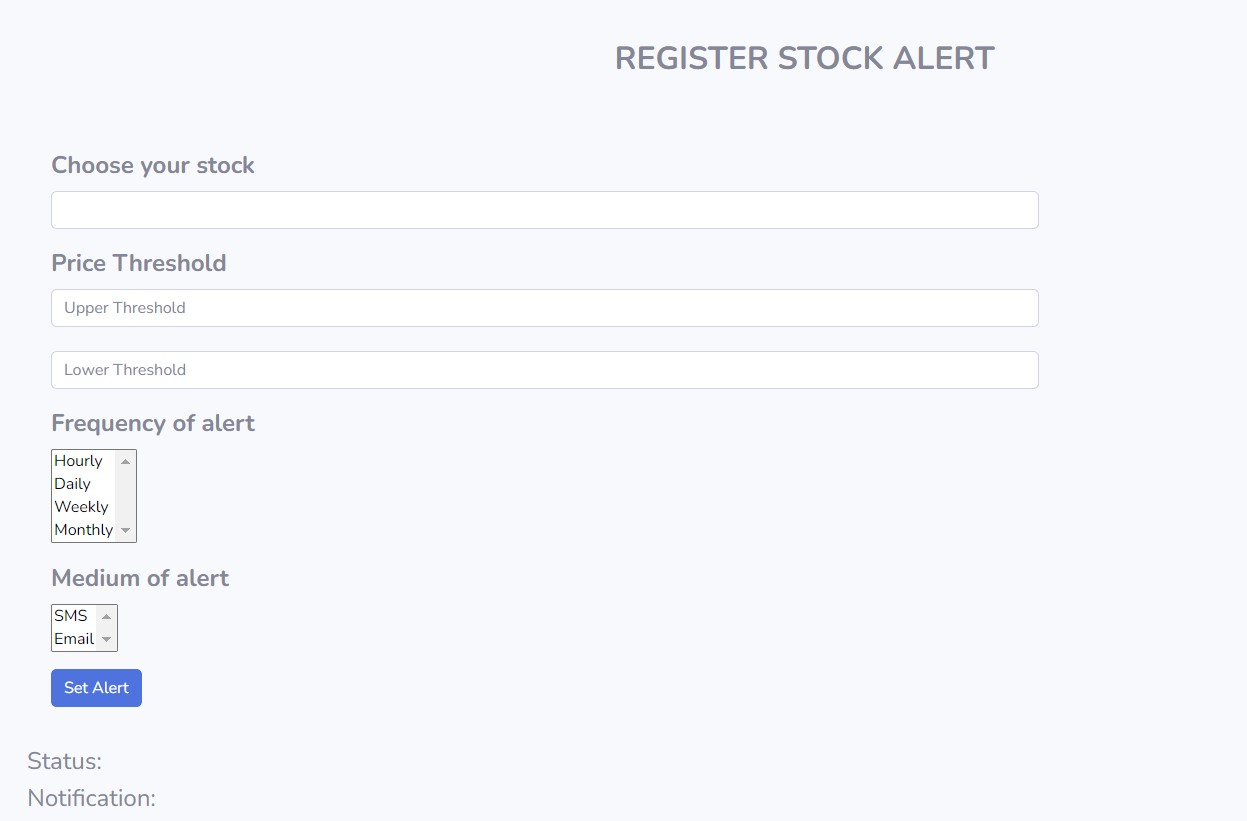 REGISTER STOCK ALERT
Choose your stock
Price Threshold
Upper Threshold
Lower Threshold
Frequency of alert
Hourly
Daily
Weekly
Monthly
Medium of alert
SMS
Email
Set Alert
Status:
Notification: